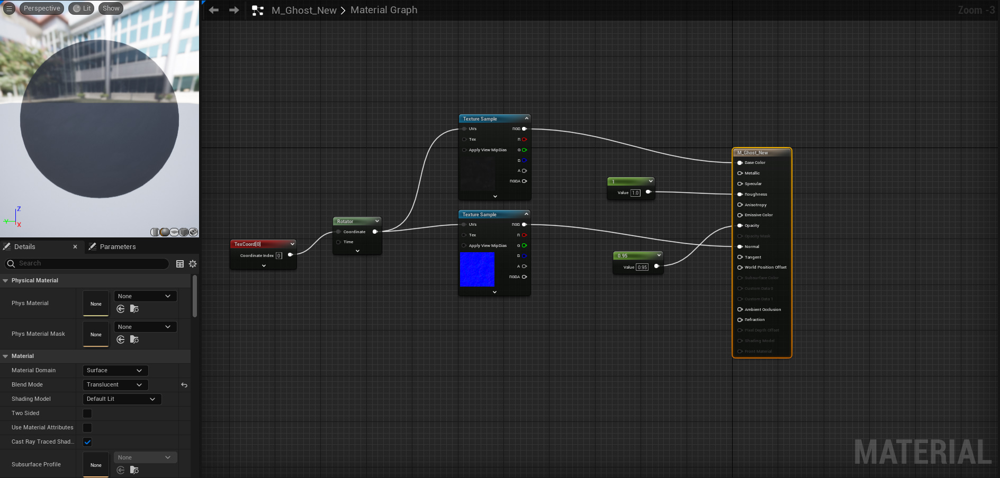 Perspective
Lit
Show
Z
Y
X
M_Ghost_New > Material Graph
Zoom -3
Details
Parameters
Search
Physical Material
Phys Material
None
None
Phys Material Mask
None
None
Material
Material Domain
Surface
Blend Mode
Translucent
Shading Model
Default Lit
Two Sided
Use Material Attributes
Cast Ray Traced Shad...
Subsurface Profile
None
None
TexCoord[0]
Coordinate Index 0
Rotator
Coordinate
Time
Texture Sample
UVs RGB
Tex R
Apply View MipBias G
B
A
RGBA
Texture Sample
UVs RGB
Tex R
Apply View MipBias G
B
A
RGBA
1
Value 1.0
0.95
Value 0.95
M_Ghost_New
Base Color
Metallic
Specular
Roughness
Anisotropy
Emissive Color
Opacity
Opacity Mask
Normal
Tangent
World Position Offset
Subsurface Color
Custom Data 0
Custom Data 1
Ambient Occlusion
Refraction
Pixel Depth Offset
Shading Model
Front Material
MATERIAL